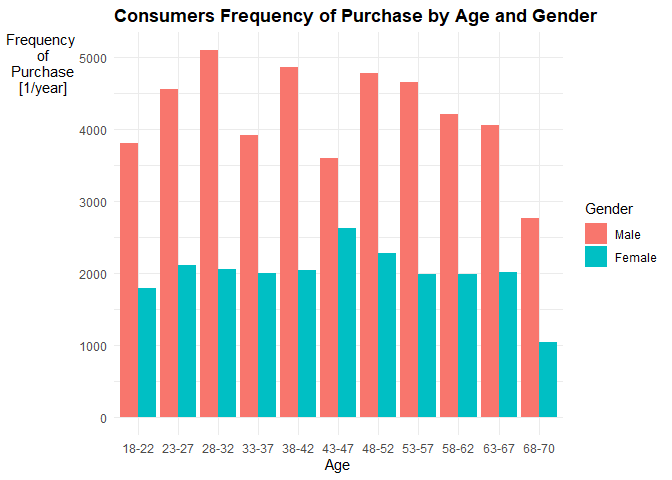 Consumers Frequency of Purchase by Age and Gender
Frequency
of
Purchase
[1/year]
5000
4000
3000
2000
1000
0
18-22 23-27 28-32 33-37 38-42 43-47 48-52 53-57 58-62 63-67 68-70
Age
Gender
Male
Female